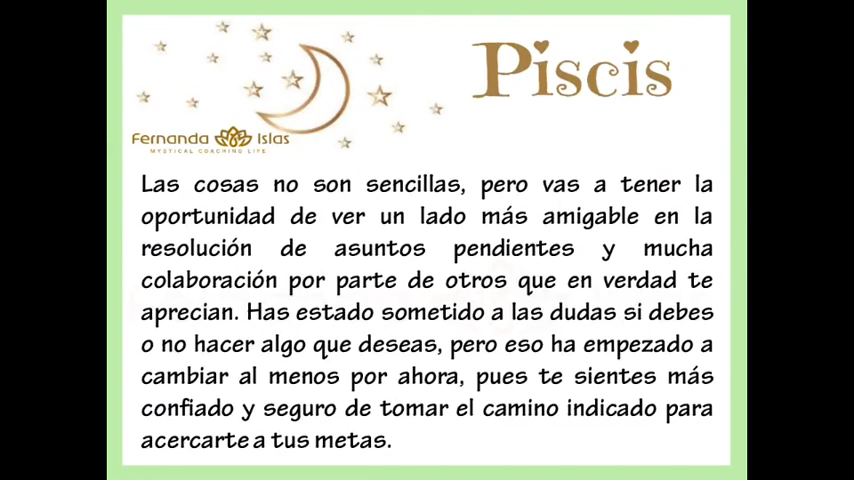 Piscis
Fernanda Islas
MYSTICAL COACHING LIFE
Las cosas no son sencillas, pero vas a tener la
oportunidad de ver un lado más amigable en la
resolución de asuntos pendientes y mucha
colaboración por parte de otros que en verdad te
aprecian. Has estado sometido a las dudas si debes
o no hacer algo que deseas, pero eso ha empezado a
cambiar al menos por ahora, pues te sientes más
confiado y seguro de tomar el camino indicado para
acercarte a tus metas.